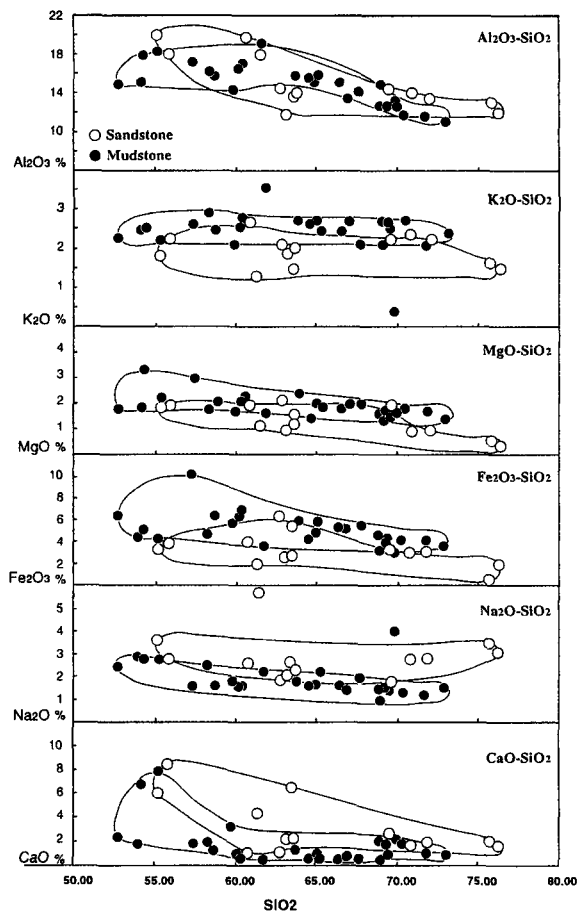 22
Al2O3-SiO2
20
18
16
14
12
Sandstone
Mudstone
10
Al2O3 %
K2O-SiO2
3
2
1
K2O %
MgO-SiO2
4
3
2
1
MgO %
Fe2O3-SiO2
10
8
6
4
2
Fe2O3 %
Na2O-SiO2
5
4
3
2
1
Na2O %
CaO-SiO2
8
6
4
2
CaO %
50.00 55.00 60.00 65.00 70.00 75.00 80.00
SIO2